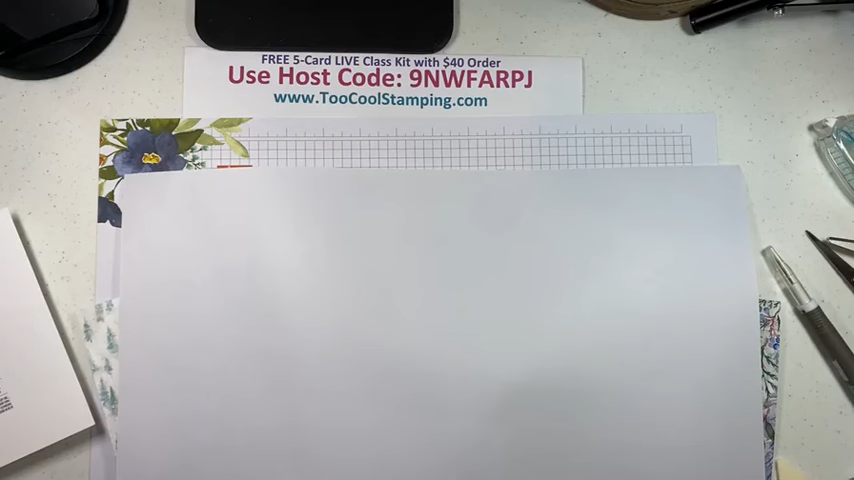 FREE 5-Card LIVE Class Kit with $40 Order
Use Host Code: 9NWFARPJ
www.TooCoolStamping.com